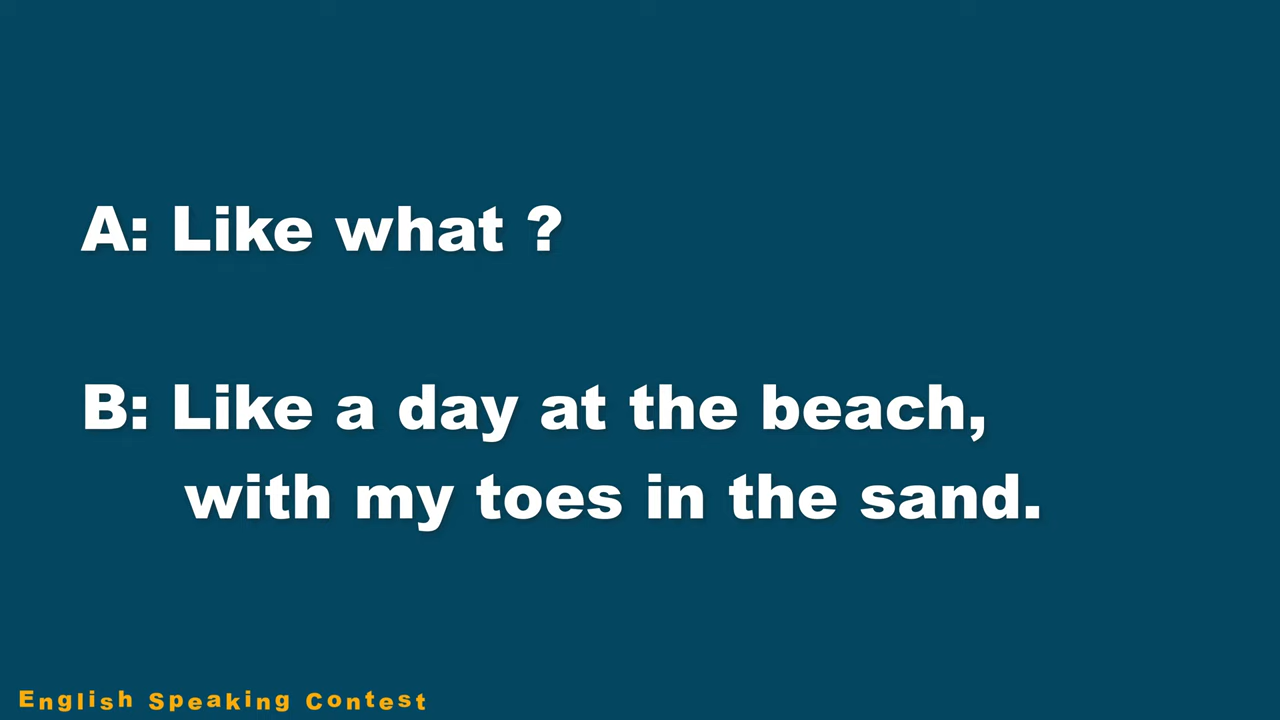 A: Like what ?
B: Like a day at the beach,
with my toes in the sand.
English Speaking Contest